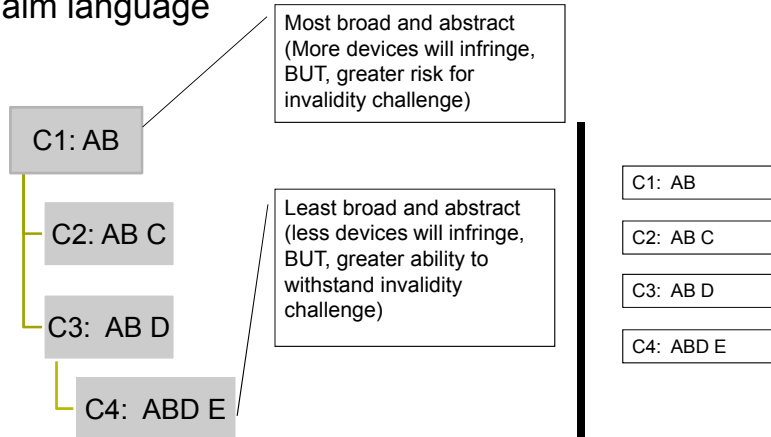 aim language
Most broad and abstract
(More devices will infringe,
BUT, greater risk for
invalidity challenge)
C1: AB
C2: AB C
C3:  AB D
C4:  ABD E
Least broad and abstract
(less devices will infringe,
BUT, greater ability to
withstand invalidity
challenge)
C1:  AB
C2:  AB C
C3:  AB D
C4:  ABD E